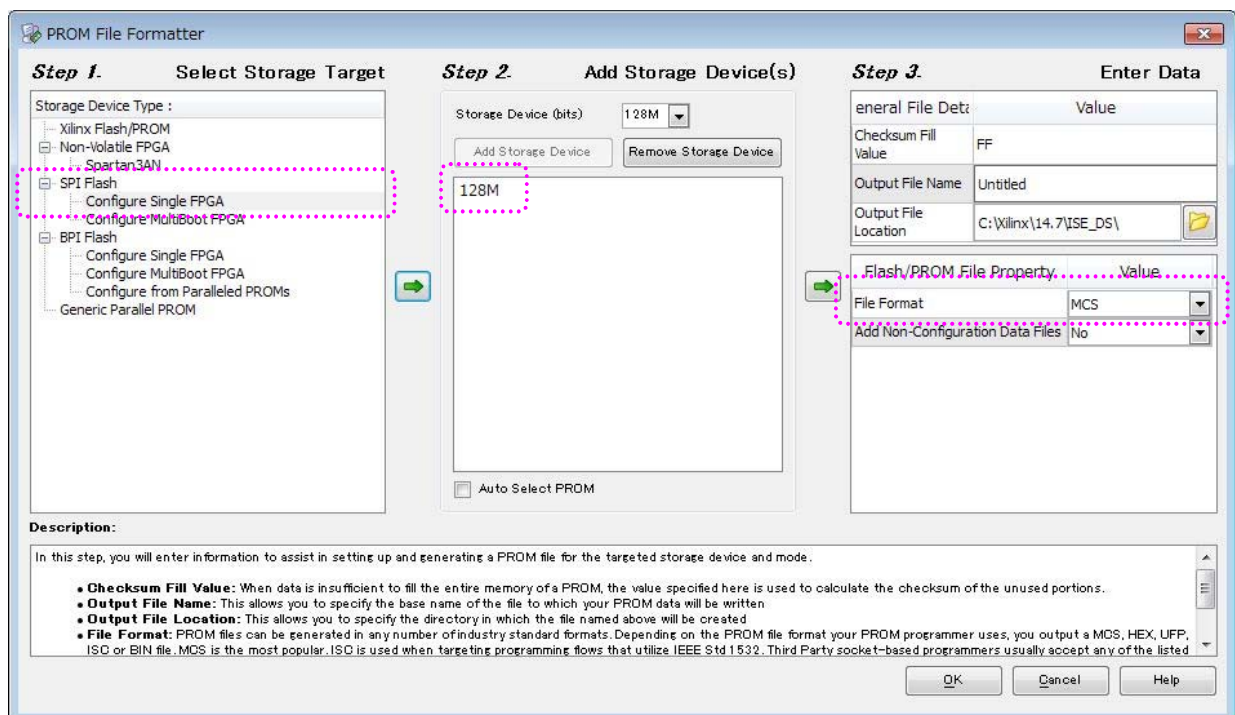 PROM File Formatter
Step 1. Select Storage Target
Storage Device Type :
Xilinx Flash/PROM
Non-Volatile FPGA
Spartan3AN
SPI Flash
Configure Single FPGA
Configure MultiBoot FPGA
BPI Flash
Configure Single FPGA
Configure MultiBoot FPGA
Configure from Paralleled PROMs
Generic Parallel PROM
Step 2. Add Storage Device(s)
Storage Device (bits) 128M
Add Storage Device Remove Storage Device
128M
Auto Select PROM
Step 3. Enter Data
eneral File Deta Value
Checksum Fill
Value FF
Output File Name Untitled
Output File
Location C:\Xilinx\14.7\ISE_DS\
Flash/PROM File Property Value
File Format MCS
Add Non-Configuration Data Files No
Description:
In this step, you will enter information to assist in setting up and generating a PROM file for the targeted storage device and mode.
• Checksum Fill Value: When data is insufficient to fill the entire memory of a PROM, the value specified here is used to calculate the checksum of the unused portions.
• Output File Name: This allows you to specify the base name of the file to which your PROM data will be written
• Output File Location: This allows you to specify the directory in which the file named above will be created
• File Format: PROM files can be generated in any number of industry standard formats. Depending on the PROM file format your PROM programmer uses, you output a MCS, HEX, UFP,
ISC or BIN file. MCS is the most popular. ISC is used when targeting programming flows that utilize IEEE Std 1532. Third Party socket-based programmers usually accept any of the listed
OK Cancel Help